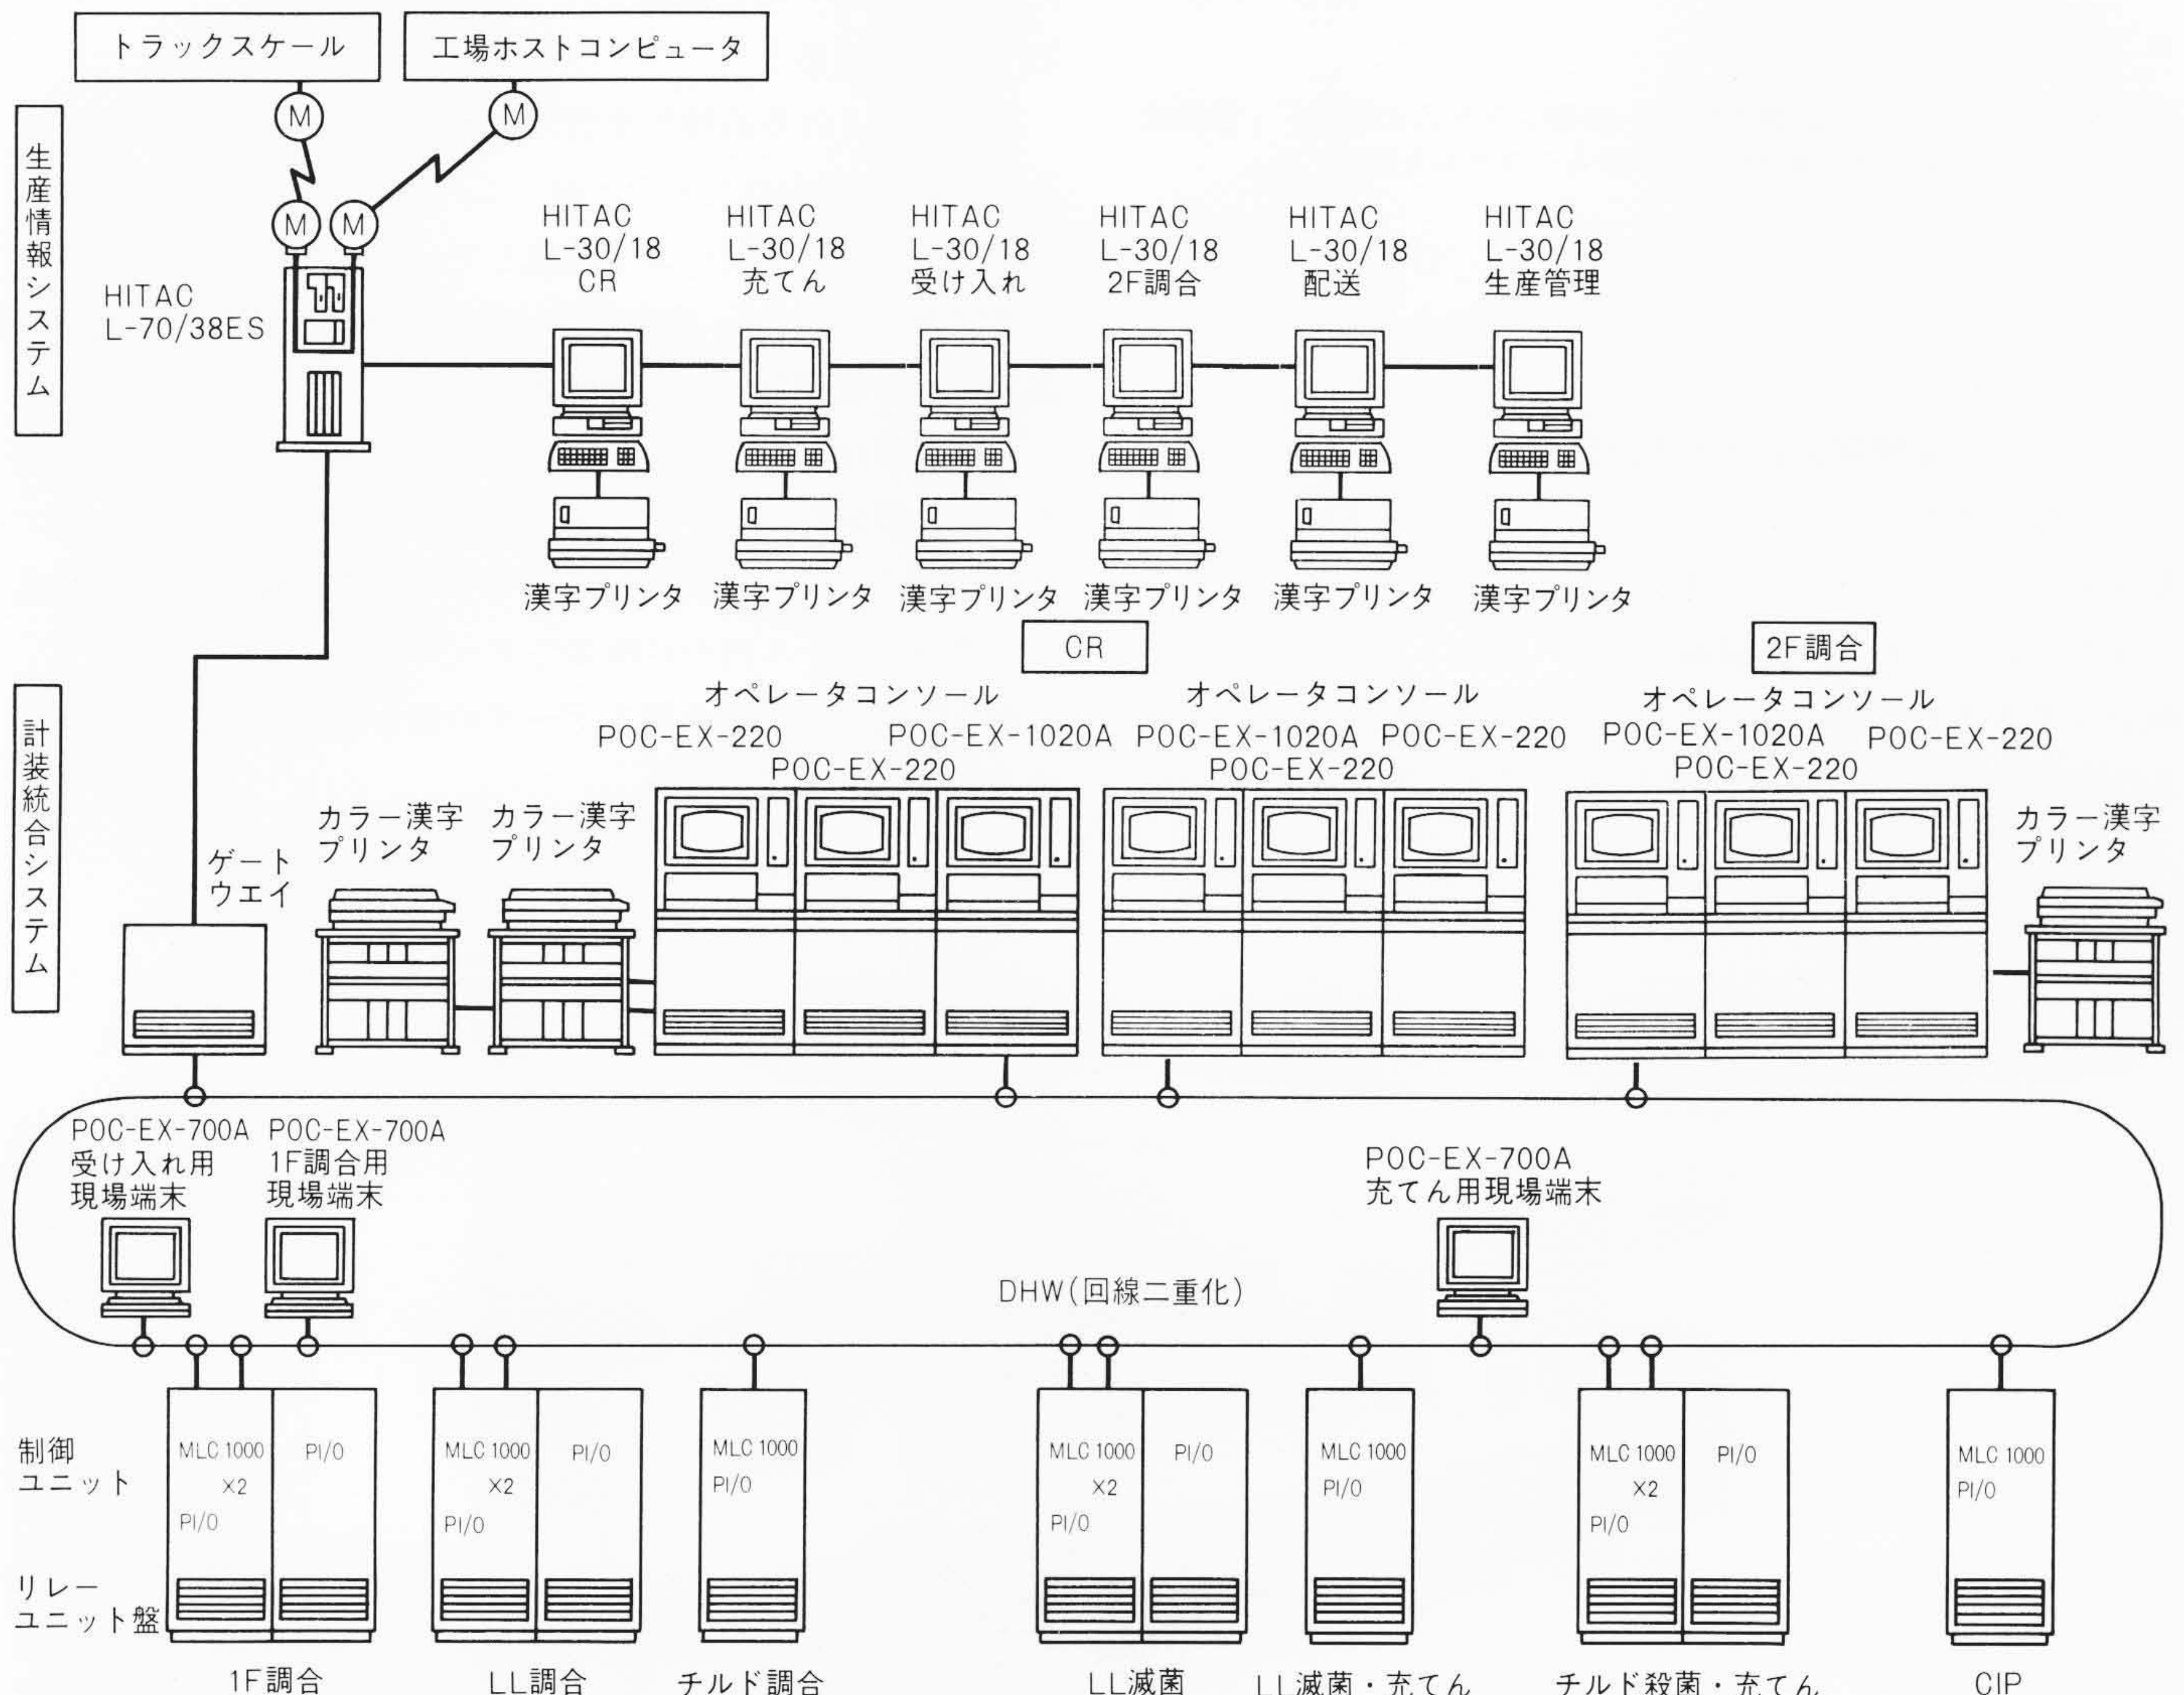 トラックスケール
工場ホストコンピュータ
M
M
生産情報システム
M
M
HITAC
L-70/38ES
HITAC
L-30/18
CR
HITAC
L-30/18
充てん
HITAC
L-30/18
受け入れ
HITAC
L-30/18
2F調合
HITAC
L-30/18
配送
HITAC
L-30/18
生産管理
漢字プリンタ
漢字プリンタ
漢字プリンタ
漢字プリンタ
漢字プリンタ
漢字プリンタ
CR
2F調合
計装統合システム
オペレータコンソール
POC-EX-220
POC-EX-1020A
POC-EX-220
オペレータコンソール
POC-EX-1020A
POC-EX-220
POC-EX-220
オペレータコンソール
POC-EX-1020A
POC-EX-220
POC-EX-220
ゲート
ウエイ
カラー漢字
プリンタ
カラー漢字
プリンタ
カラー漢字
プリンタ
POC-EX-700A
受け入れ用
現場端末
POC-EX-700A
1F調合用
現場端末
POC-EX-700A
充てん用現場端末
DHW(回線二重化)
制御
ユニット
リレー
ユニット盤
MLC 1000
×2
PI/O
PI/O
MLC 1000
×2
PI/O
PI/O
MLC 1000
PI/O
MLC 1000
×2
PI/O
PI/O
MLC 1000
PI/O
MLC 1000
×2
PI/O
PI/O
MLC 1000
PI/O
1F調合
LL調合
チルド調合
LL滅菌
LL滅菌・充てん
チルド殺菌・充てん
CIP